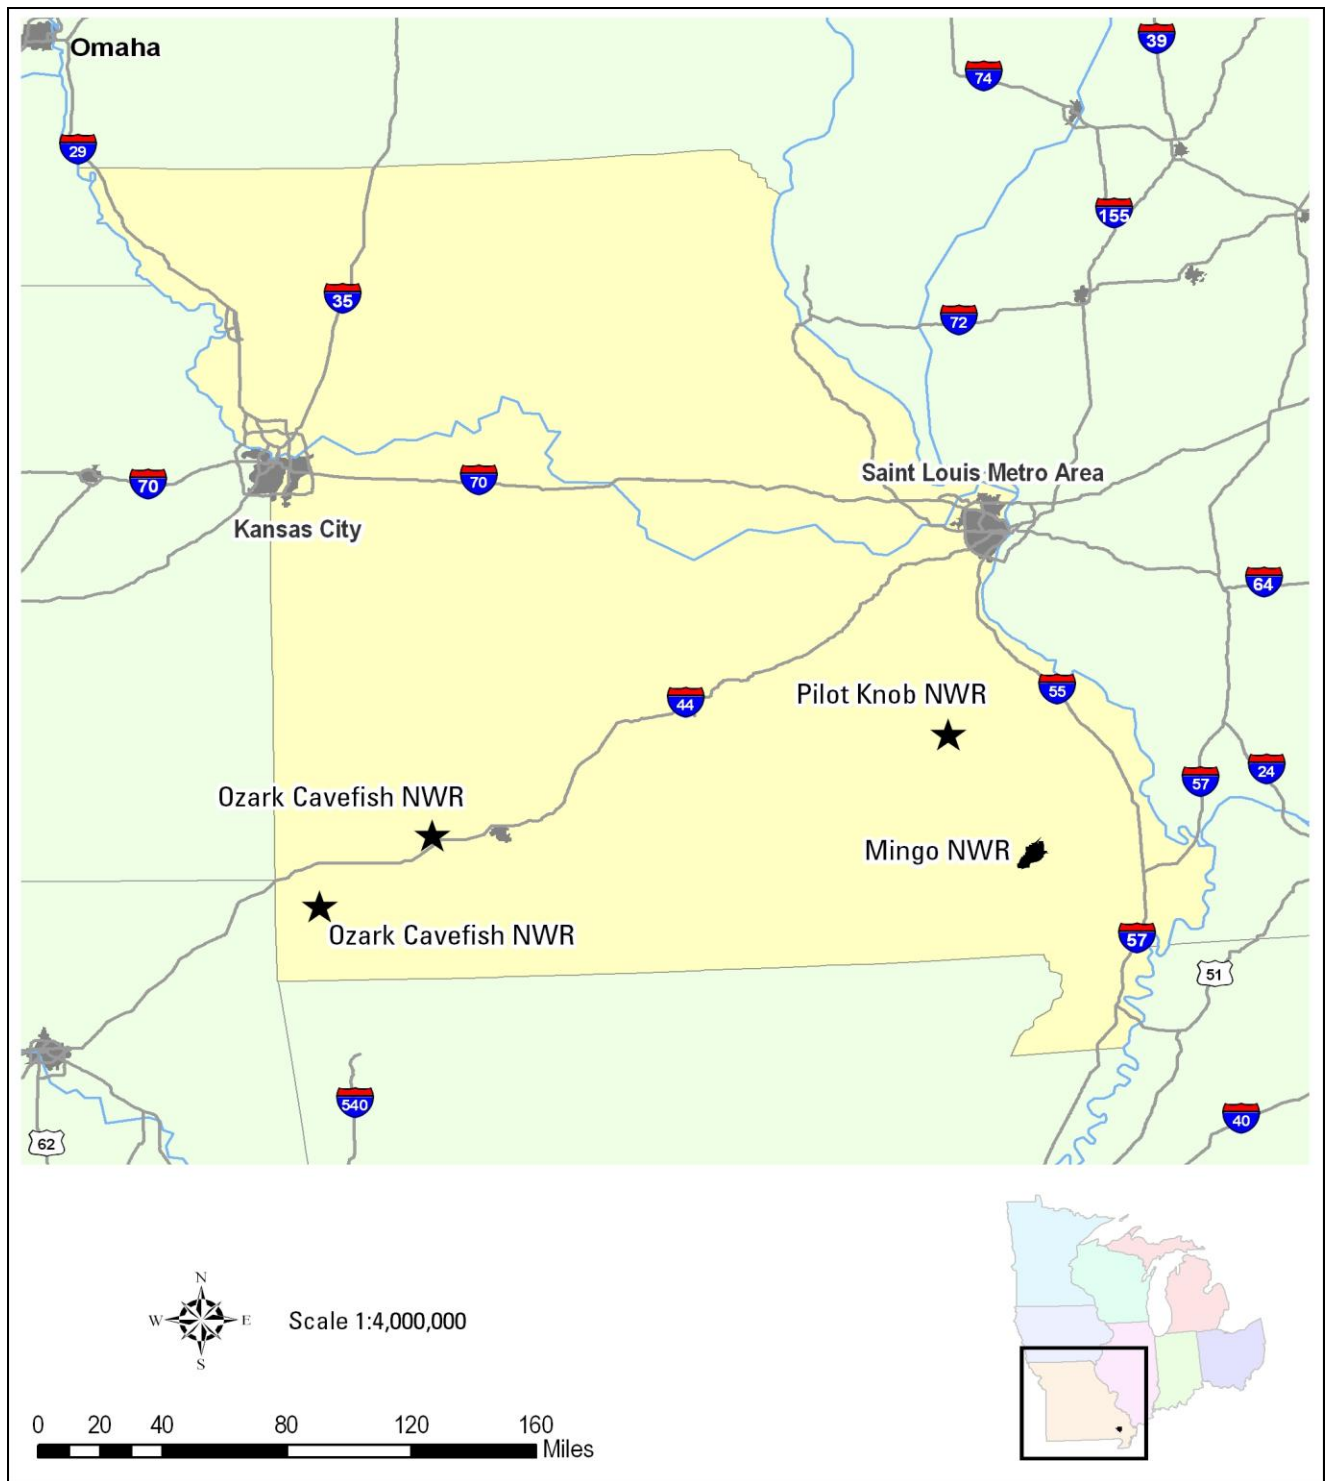 Omaha
39
74
29
155
35
72
Saint Louis Metro Area
70
70
Kansas City
64
Pilot Knob NWR
55
44
24
57
Ozark Cavefish NWR
Mingo NWR
Ozark Cavefish NWR
57
51
540
40
62
N
W E
S
Scale 1:4,000,000
0 20 40 80 120 160
Miles